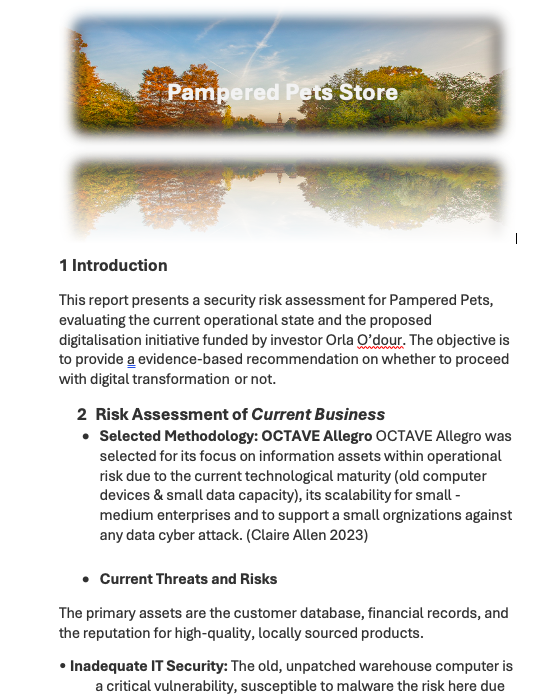 Pampered Pets Store
1 Introduction
This report presents a security risk assessment for Pampered Pets,
evaluating the current operational state and the proposed
digitalisation initiative funded by investor Orla O’dour. The objective is
to provide a evidence-based recommendation on whether to proceed
with digital transformation or not.
2 Risk Assessment of Current Business
• Selected Methodology: OCTAVE Allegro OCTAVE Allegro was
selected for its focus on information assets within operational
risk due to the current technological maturity (old computer
devices & small data capacity), its scalability for small -
medium enterprises and to support a small orgnizations against
any data cyber attack. (Claire Allen 2023)
• Current Threats and Risks
The primary assets are the customer database, financial records, and
the reputation for high-quality, locally sourced products.
• Inadequate IT Security: The old, unpatched warehouse computer is
a critical vulnerability, susceptible to malware the risk here due